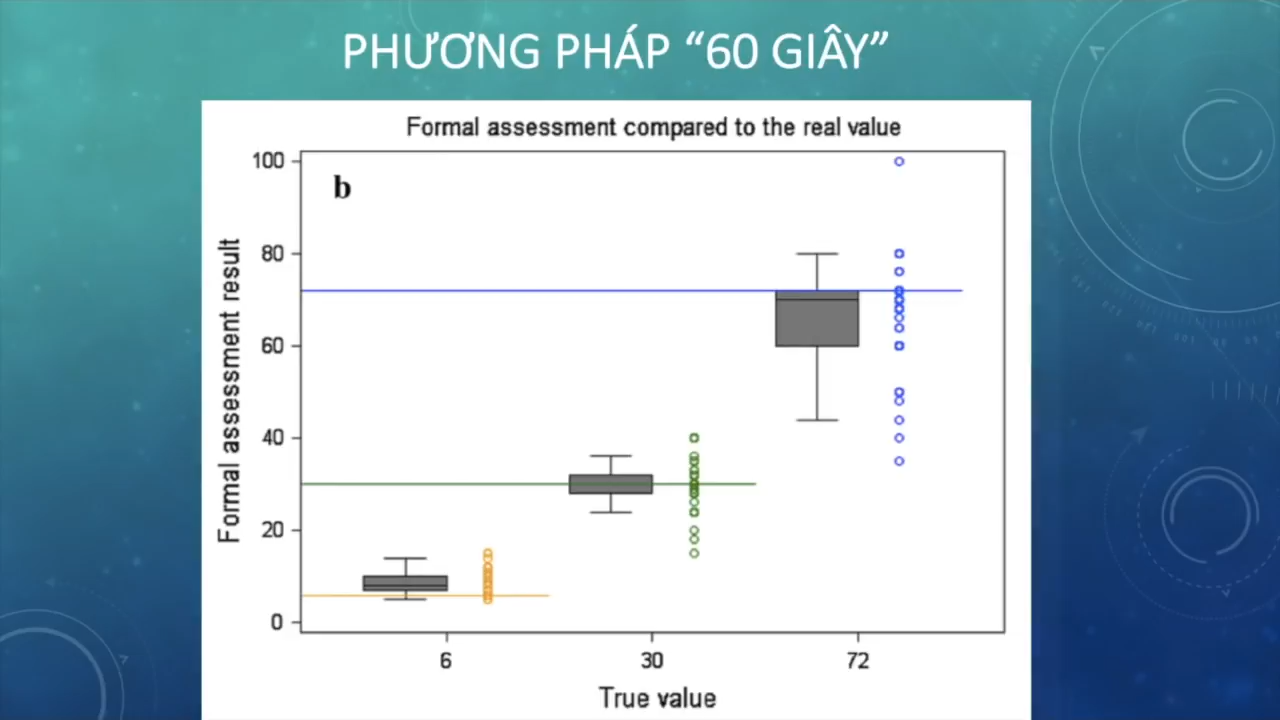 PHƯƠNG PHÁP “60 GIÂY”
Formal assessment compared to the real value
b
Formal assessment result
100
80
60
40
20
0
6 30 72
True value